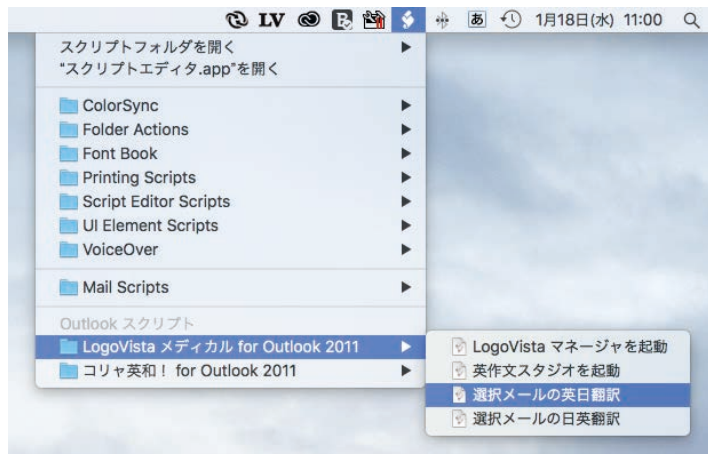 LV あ 1月18日(水) 11:00
スクリプトフォルダを開く
"スクリプトエディタ.app"を開く
ColorSync
Folder Actions
Font Book
Printing Scripts
Script Editor Scripts
UI Element Scripts
VoiceOver
Mail Scripts
Outlook スクリプト
LogoVista メディカル for Outlook 2011
コリャ英和！ for Outlook 2011
LogoVista マネージャを起動
英作文スタジオを起動
選択メールの英日翻訳
選択メールの日英翻訳